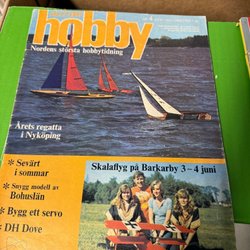 hobby
Nordens största hobbytidning
Årets regatta
i Nyköping
Skalaflyg på Barkarby 3–4 juni
* Sevärt
i sommar
* Snygg modell av
Bohuslän
* Bygg ett servo
* DH Dove